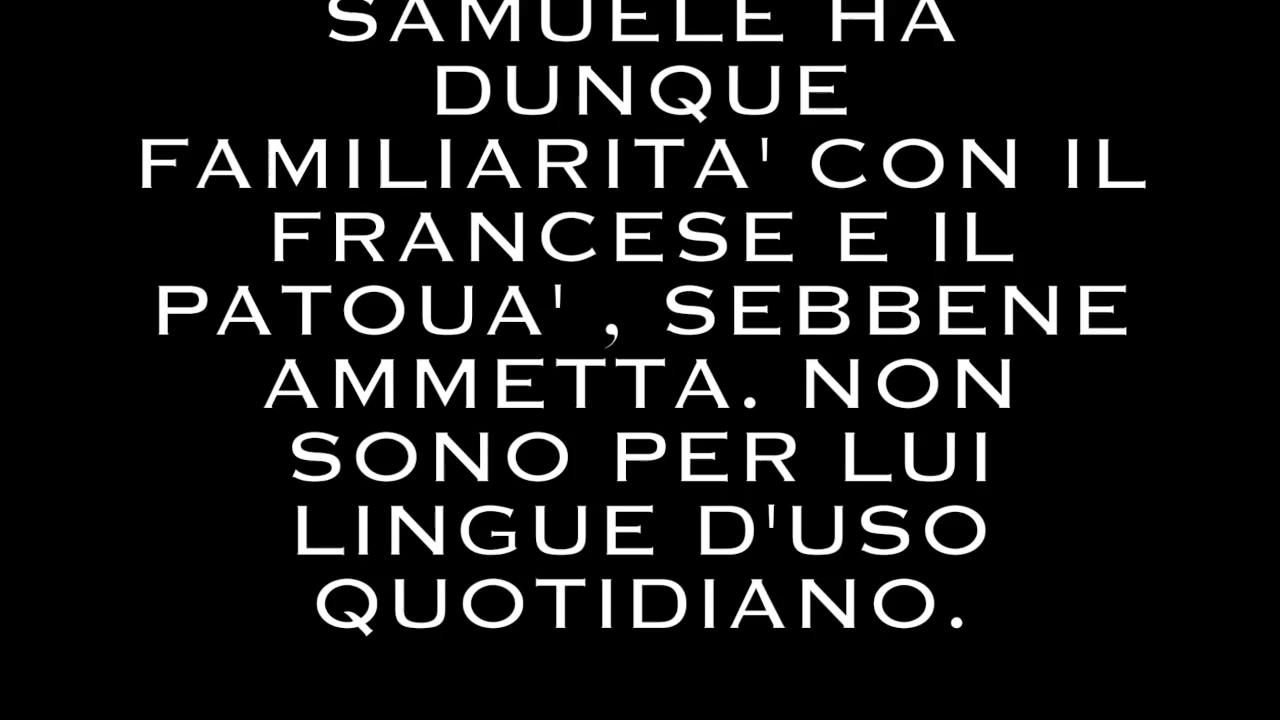 SAMUELE HA
DUNQUE
FAMILIARITA' CON IL
FRANCESE E IL
PATOUA' , SEBBENE
AMMETTA. NON
SONO PER LUI
LINGUE D'USO
QUOTIDIANO.